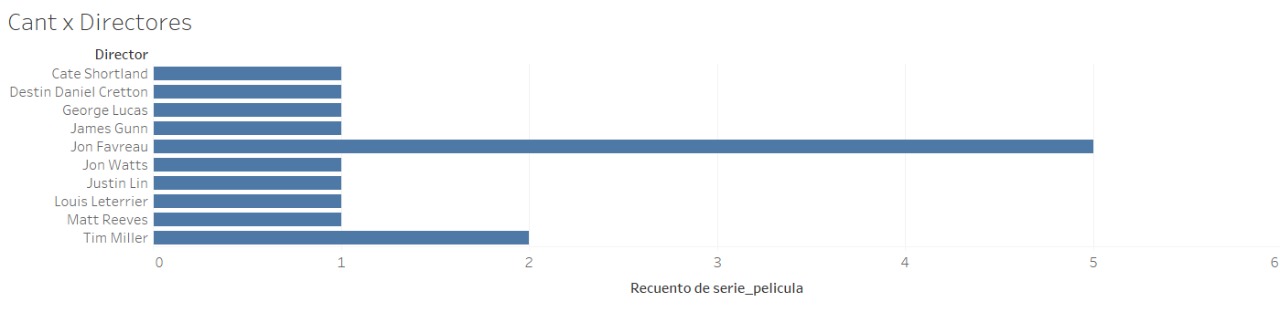 Cant x Directores
Director
Cate Shortland
Destin Daniel Cretton
George Lucas
James Gunn
Jon Favreau
Jon Watts
Justin Lin
Louis Leterrier
Matt Reeves
Tim Miller
0 1 2 3 4 5 6
Recuento de serie_pelicula